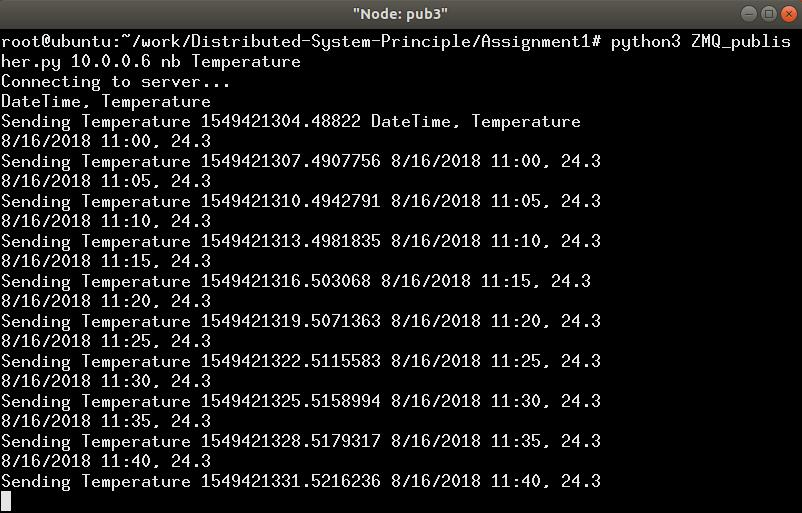 "Node: pub3"
root@ubuntu:~/work/Distributed-System-Principle/Assignment1# python3 ZMQ_publis
her.py 10.0.0.6 nb Temperature
Connecting to server...
DateTime, Temperature
Sending Temperature 1549421304.48822 DateTime, Temperature
8/16/2018 11:00, 24.3
Sending Temperature 1549421307.4907756 8/16/2018 11:00, 24.3
8/16/2018 11:05, 24.3
Sending Temperature 1549421310.4942791 8/16/2018 11:05, 24.3
8/16/2018 11:10, 24.3
Sending Temperature 1549421313.4981835 8/16/2018 11:10, 24.3
8/16/2018 11:15, 24.3
Sending Temperature 1549421316.503068 8/16/2018 11:15, 24.3
8/16/2018 11:20, 24.3
Sending Temperature 1549421319.5071363 8/16/2018 11:20, 24.3
8/16/2018 11:25, 24.3
Sending Temperature 1549421322.5115583 8/16/2018 11:25, 24.3
8/16/2018 11:30, 24.3
Sending Temperature 1549421325.5158994 8/16/2018 11:30, 24.3
8/16/2018 11:35, 24.3
Sending Temperature 1549421328.5179317 8/16/2018 11:35, 24.3
8/16/2018 11:40, 24.3
Sending Temperature 1549421331.5216236 8/16/2018 11:40, 24.3